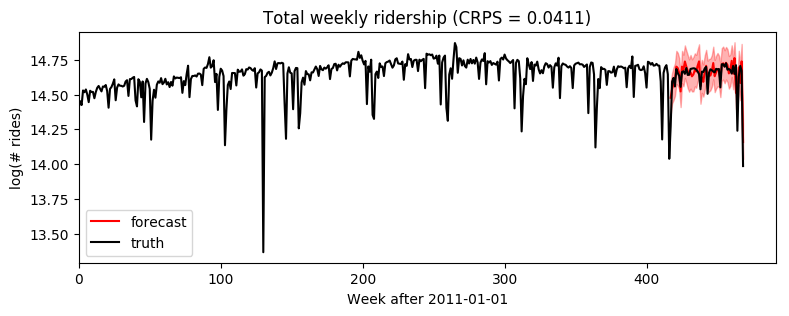 Total weekly ridership (CRPS = 0.0411)
14.75
14.50
14.25
14.00
13.75
13.50
log(# rides)
forecast
truth
0 100 200 300 400
Week after 2011-01-01